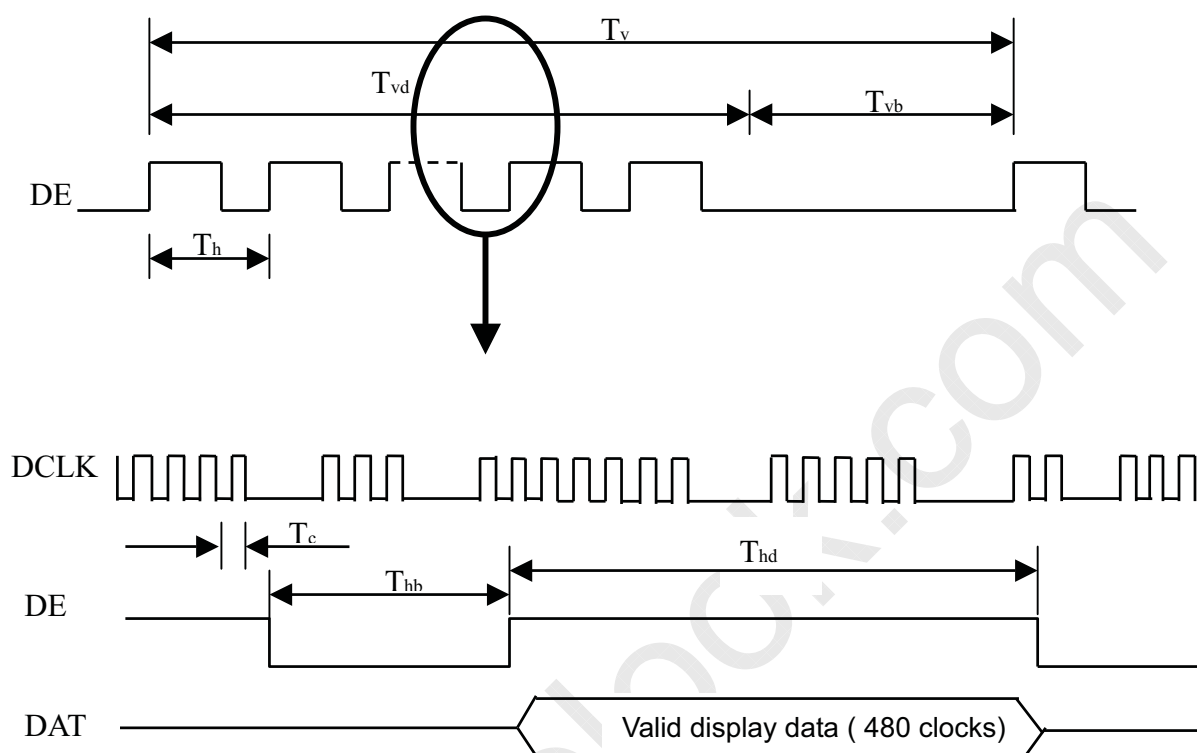 Tv
Tvd
Tvb
DE
Th
DCLK
Tc
Thd
Thb
DE
DAT
Valid display data ( 480 clocks)